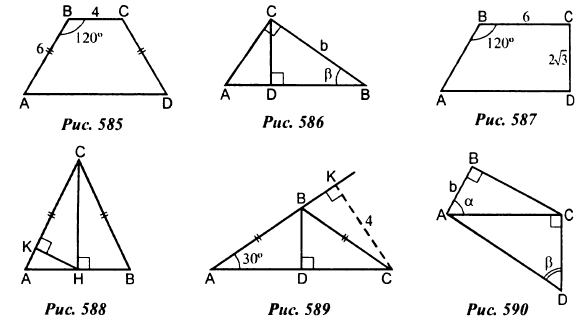 B 4 C
6 120°
A D
Рис. 585
C
b
β
A D B
Рис. 586
B 6 C
120° 2√3
A D
Рис. 587
C
K
A H B
Рис. 588
K
B
4
30°
A D C
Рис. 589
B
b
α
A C
β
D
Рис. 590